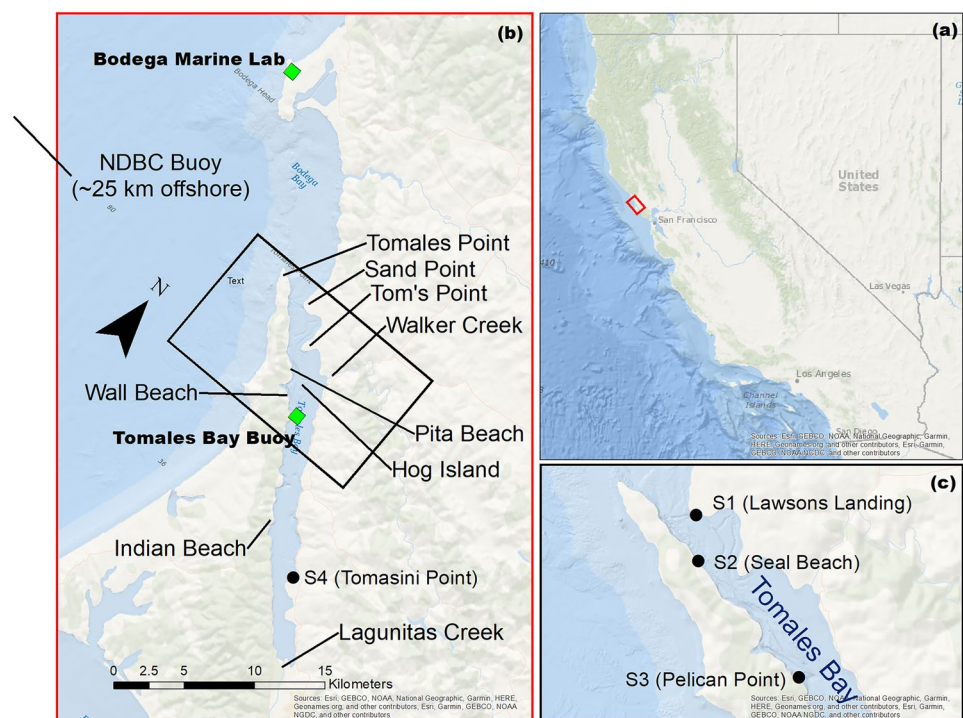 (b)
Bodega Marine Lab
Bodega Head
NDBC Buoy
(~25 km offshore)
Bodega
Bay
80
Tomales Point
Sand Point
Text
Tom's Point
N
Walker Creek
Wall Beach
Tomales Bay
Tomales Bay Buoy
Pita Beach
Hog Island
36
Indian Beach
S4 (Tomasini Point)
Lagunitas Creek
0 2.5 5 10 15
Kilometers
Sources: Esri, GEBCO, NOAA, National Geographic, Garmin, HERE,
Geonames.org, and other contributors, Esri, Garmin, GEBCO, NOAA
NGDC, and other contributors
(a)
United
States
San Francisco
Las Vegas
Los Angeles
Channel
Islands
San Diego
Sources: Esri, GEBCO, NOAA, National Geographic, Garmin,
HERE, Geonames.org, and other contributors, Esri, Garmin,
GEBCO, NOAA NGDC, and other contributors
(c)
S1 (Lawsons Landing)
S2 (Seal Beach)
Tomales Bay
S3 (Pelican Point)
Sources: Esri, GEBCO, NOAA, National Geographic, Garmin,
HERE, Geonames.org, and other contributors, Esri, Garmin,
GEBCO, NOAA NGDC, and other contributors